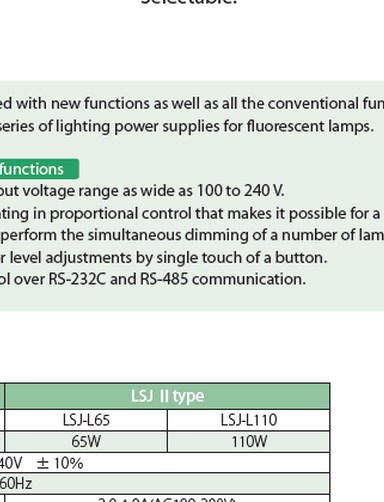 Selectable.
ed with new functions as well as all the conventional fun
series of lighting power supplies for fluorescent lamps.
functions
out voltage range as wide as 100 to 240 V.
ting in proportional control that makes it possible for a
perform the simultaneous dimming of a number of lam
r level adjustments by single touch of a button.
ol over RS-232C and RS-485 communication.
LSJ II type
LSJ-L65 LSJ-L110
65W 110W
40V ± 10%
60Hz